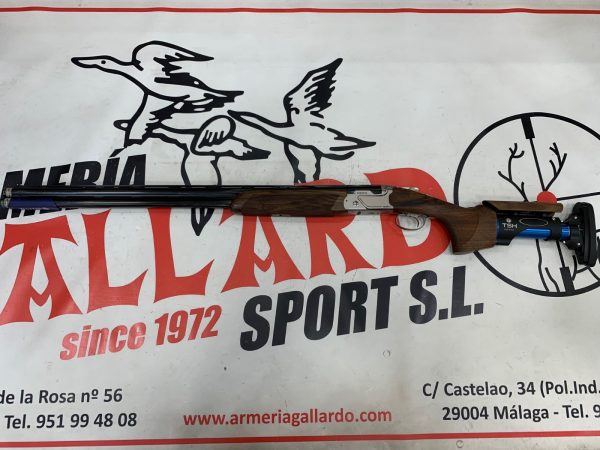 MERÍA
ALLARD
since 1972
SPORT S.L.
TSH
de la Rosa nº 56
Tel. 951 99 48 08
www.armeriagallardo.com
C/ Castelao, 34 (Pol.Ind.
29004 Málaga - Tel. 9